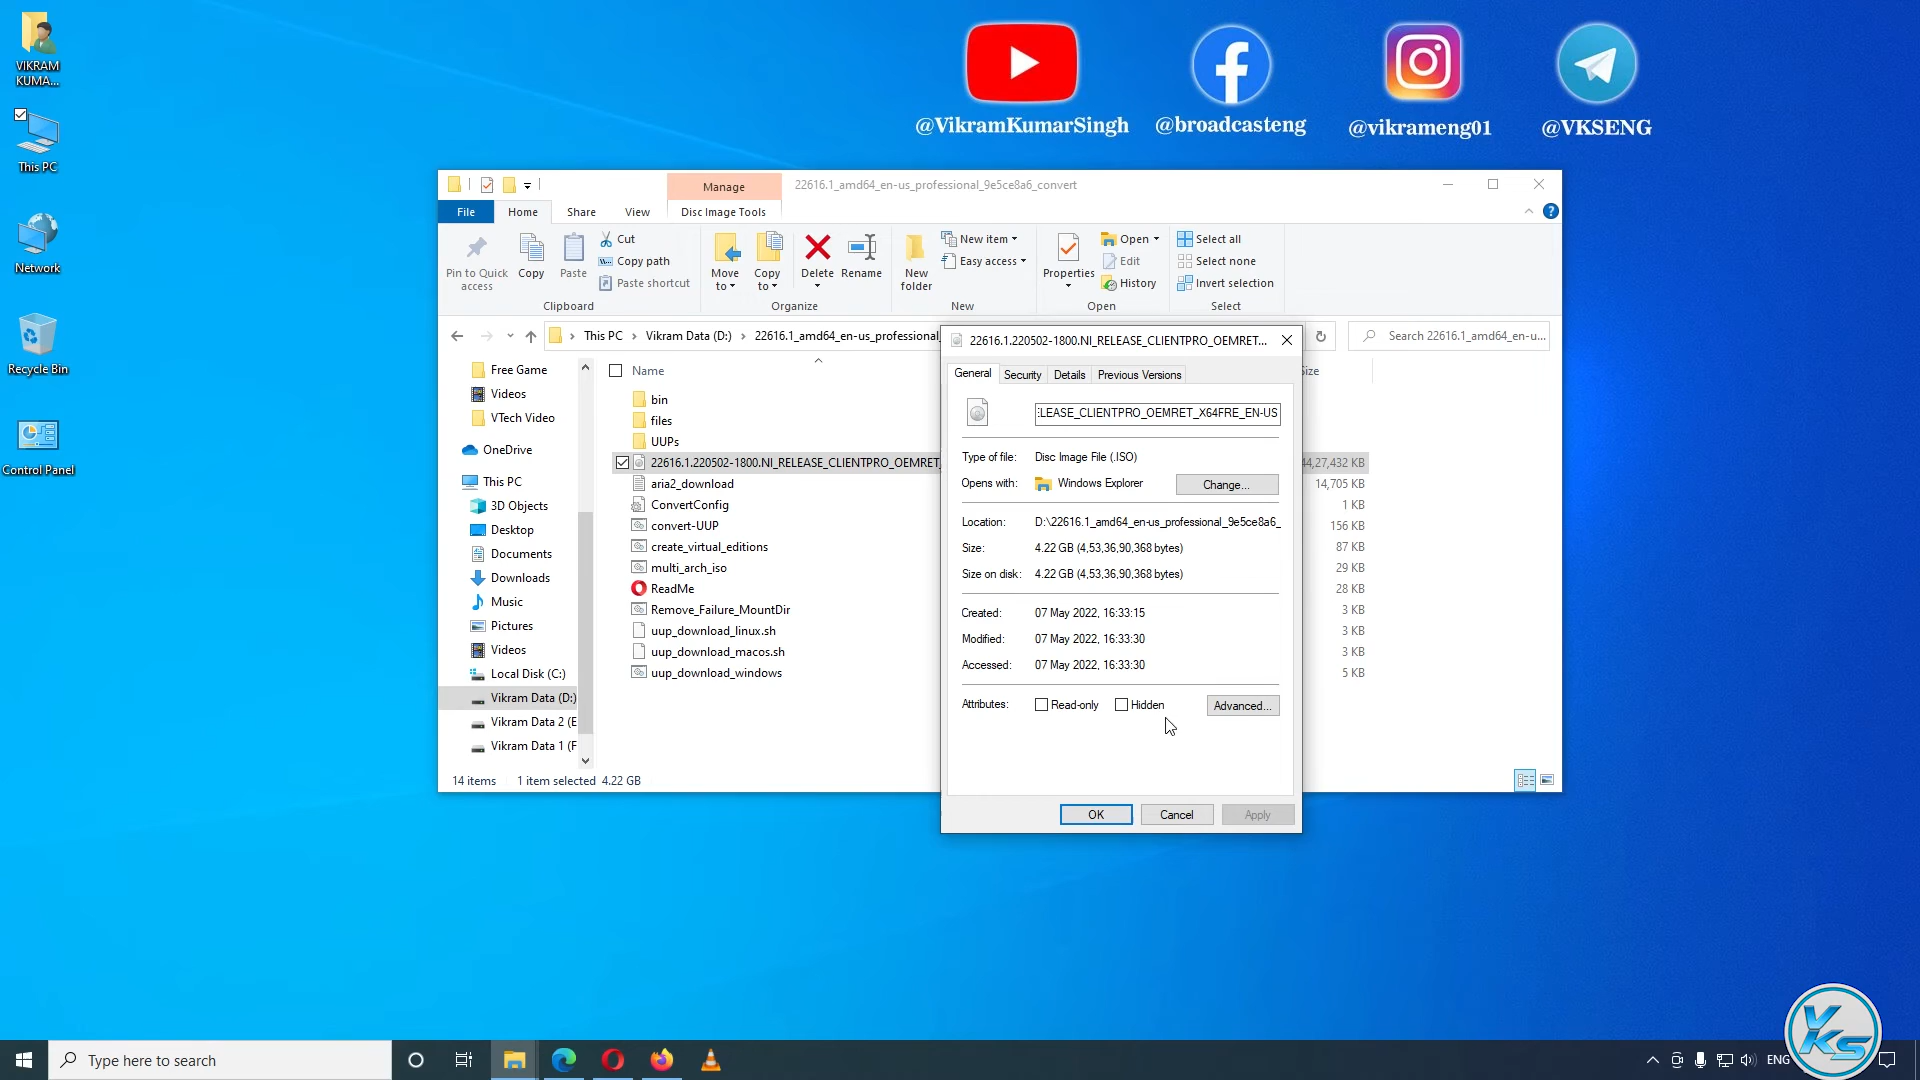 VIKRAM
KUMA...
This PC
Network
Recycle Bin
Control Panel
@VikramKumarSingh
@broadcasteng
@vikrameng01
@VKSENG
Manage
22616.1_amd64_en-us_professional_9e5ce8a6_convert
File
Home
Share
View
Disc Image Tools
Pin to Quick
access
Copy
Paste
Cut
Copy path
Paste shortcut
Clipboard
Move
to
Copy
to
Delete
Rename
Organize
New
folder
New item
Easy access
New
Properties
Open
Edit
History
Open
Select all
Select none
Invert selection
Select
This PC
Vikram Data (D:)
22616.1_amd64_en-us_professional_
Search 22616.1_amd64_en-u...
Free Game
Videos
VTech Video
OneDrive
This PC
3D Objects
Desktop
Documents
Downloads
Music
Pictures
Videos
Local Disk (C:)
Vikram Data (D:)
Vikram Data 2 (E
Vikram Data 1 (F
Name
Size
bin
files
UUPs
22616.1.220502-1800.NI_RELEASE_CLIENTPRO_OEMRET_
44,27,432 KB
aria2_download
14,705 KB
ConvertConfig
1 KB
convert-UUP
156 KB
create_virtual_editions
87 KB
multi_arch_iso
29 KB
ReadMe
28 KB
Remove_Failure_MountDir
3 KB
uup_download_linux.sh
3 KB
uup_download_macos.sh
3 KB
uup_download_windows
5 KB
14 items
1 item selected 4.22 GB
22616.1.220502-1800.NI_RELEASE_CLIENTPRO_OEMRET...
General
Security
Details
Previous Versions
ELEASE_CLIENTPRO_OEMRET_X64FRE_EN-US
Type of file: Disc Image File (.ISO)
Opens with: Windows Explorer
Change...
Location: D:\22616.1_amd64_en-us_professional_9e5ce8a6_
Size: 4.22 GB (4,53,36,90,368 bytes)
Size on disk: 4.22 GB (4,53,36,90,368 bytes)
Created: 07 May 2022, 16:33:15
Modified: 07 May 2022, 16:33:30
Accessed: 07 May 2022, 16:33:30
Attributes: Read-only Hidden
Advanced...
OK
Cancel
Apply
Type here to search
ENG
VKS